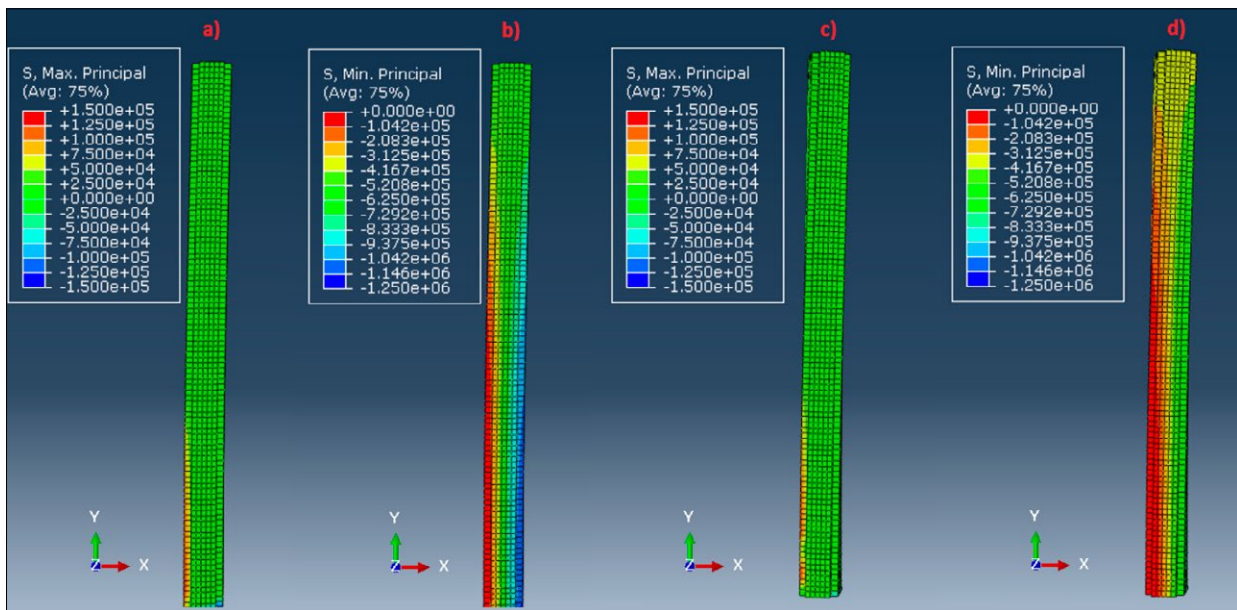 a)
S, Max. Principal
(Avg: 75%)
+1.500e+05
+1.250e+05
+1.000e+05
+7.500e+04
+5.000e+04
+2.500e+04
+0.000e+00
-2.500e+04
-5.000e+04
-7.500e+04
-1.000e+05
-1.250e+05
-1.500e+05
Y
Z
X
b)
S, Min. Principal
(Avg: 75%)
+0.000e+00
-1.042e+05
-2.083e+05
-3.125e+05
-4.167e+05
-5.208e+05
-6.250e+05
-7.292e+05
-8.333e+05
-9.375e+05
-1.042e+06
-1.146e+06
-1.250e+06
Y
Z
X
c)
S, Max. Principal
(Avg: 75%)
+1.500e+05
+1.250e+05
+1.000e+05
+7.500e+04
+5.000e+04
+2.500e+04
+0.000e+00
-2.500e+04
-5.000e+04
-7.500e+04
-1.000e+05
-1.250e+05
-1.500e+05
Y
Z
X
d)
S, Min. Principal
(Avg: 75%)
+0.000e+00
-1.042e+05
-2.083e+05
-3.125e+05
-4.167e+05
-5.208e+05
-6.250e+05
-7.292e+05
-8.333e+05
-9.375e+05
-1.042e+06
-1.146e+06
-1.250e+06
Y
Z
X